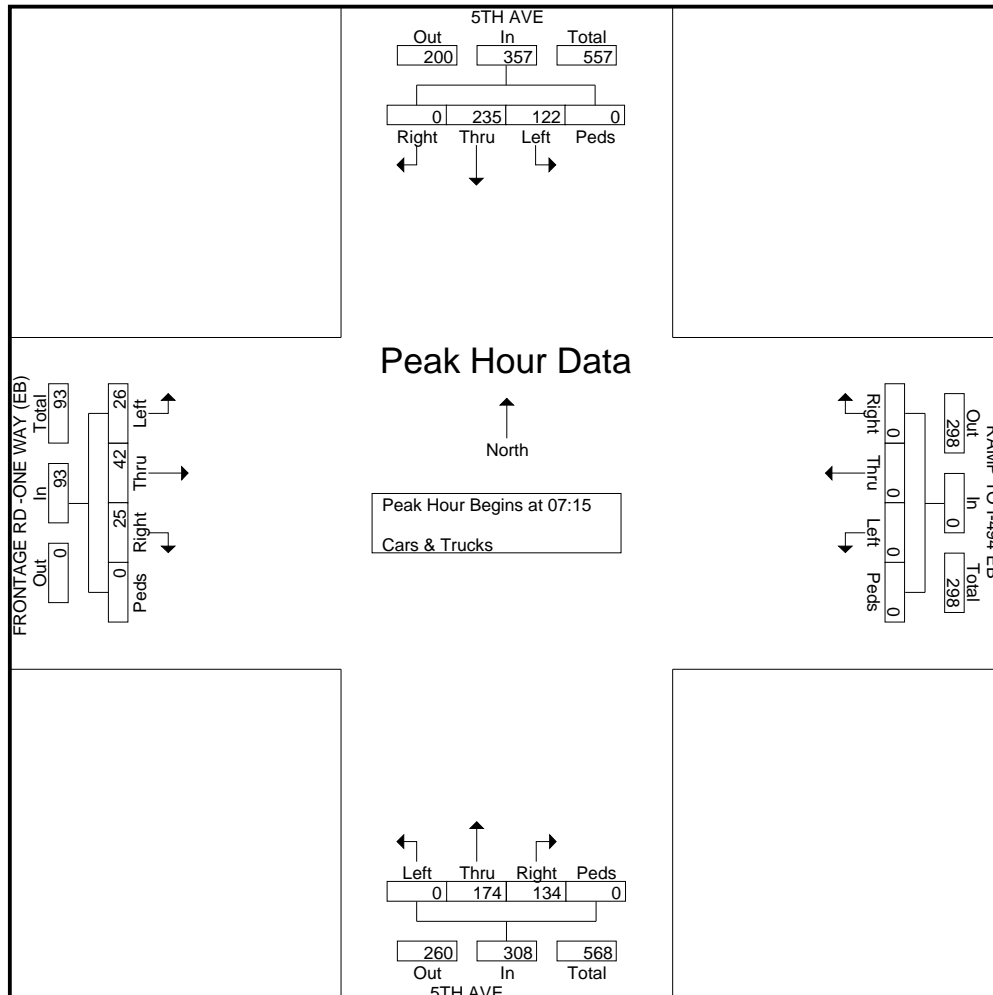 5TH AVE
Out In Total
200 357 557
0 235 122 0
Right Thru Left Peds
Peak Hour Data
North
Peak Hour Begins at 07:15
Cars & Trucks
FRONTAGE RD -ONE WAY (EB)
Total In Out
93 93 0
26 42 25 0
Left Thru Right Peds
Right Thru Left Peds
0 0 0 0
298 0 298
Out In Total
RAMP TO I-494 EB
Left Thru Right Peds
0 174 134 0
260 308 568
Out In Total
5TH AVE